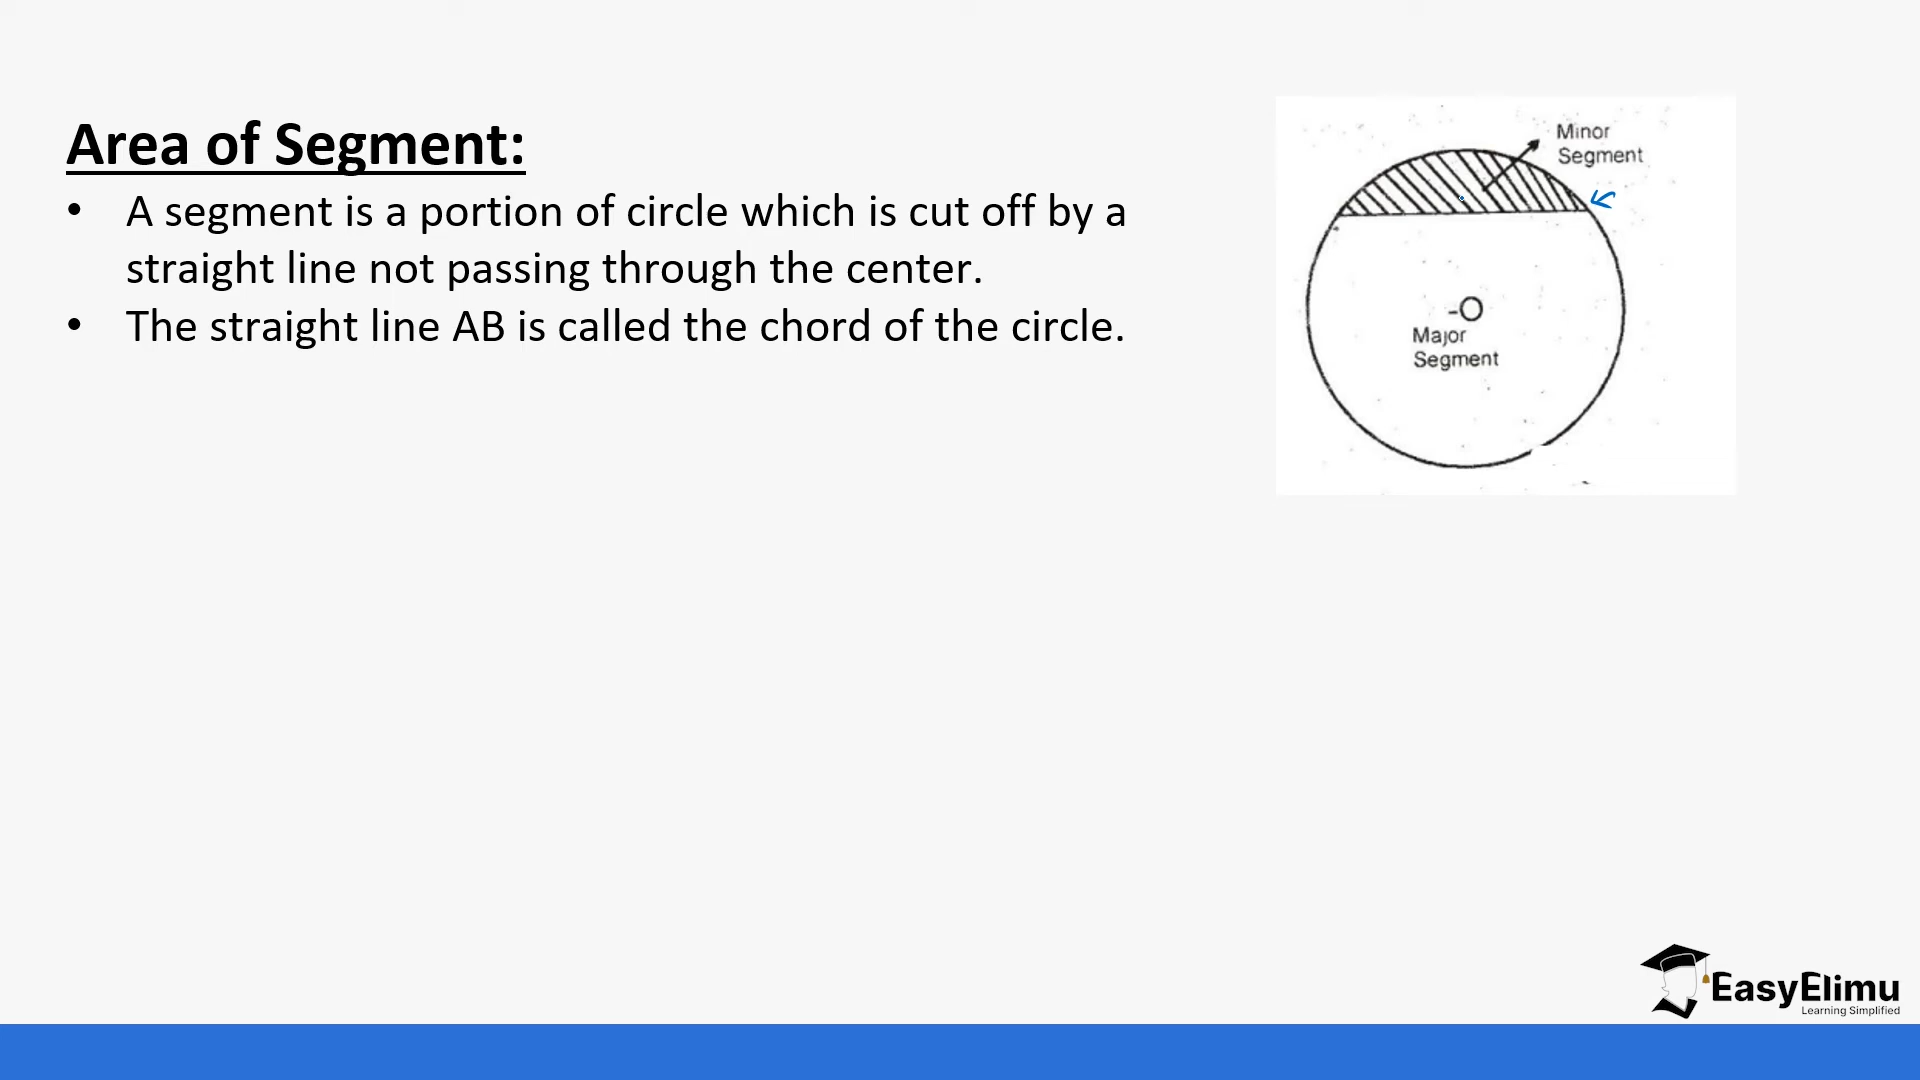 Area of Segment:
• A segment is a portion of circle which is cut off by a
straight line not passing through the center.
• The straight line AB is called the chord of the circle.
Minor
Segment
-O
Major
Segment
EasyElimu
Learning Simplified